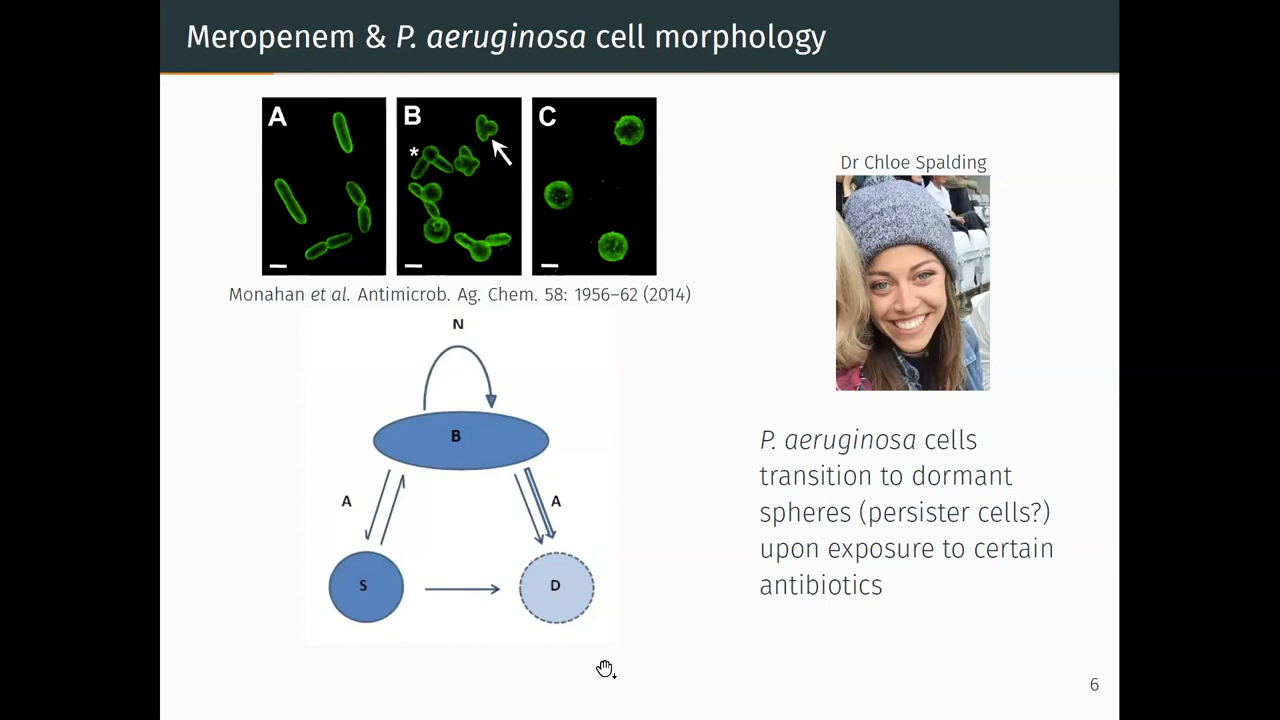 Meropenem & P. aeruginosa cell morphology
A
B
C
*
Monahan et al. Antimicrob. Ag. Chem. 58: 1956–62 (2014)
N
B
A
A
S
D
Dr Chloe Spalding
P. aeruginosa cells
transition to dormant
spheres (persister cells?)
upon exposure to certain
antibiotics
6